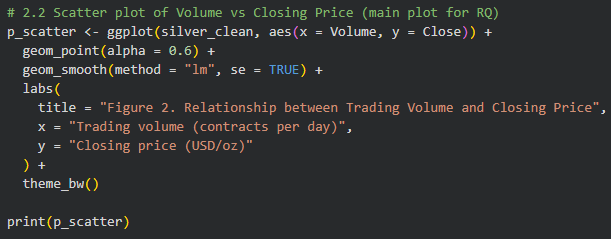 # 2.2 Scatter plot of Volume vs Closing Price (main plot for RQ)
p_scatter <- ggplot(silver_clean, aes(x = Volume, y = Close)) +
  geom_point(alpha = 0.6) +
  geom_smooth(method = "lm", se = TRUE) +
  labs(
    title = "Figure 2. Relationship between Trading Volume and Closing Price",
    x = "Trading volume (contracts per day)",
    y = "Closing price (USD/oz)"
  ) +
  theme_bw()

print(p_scatter)